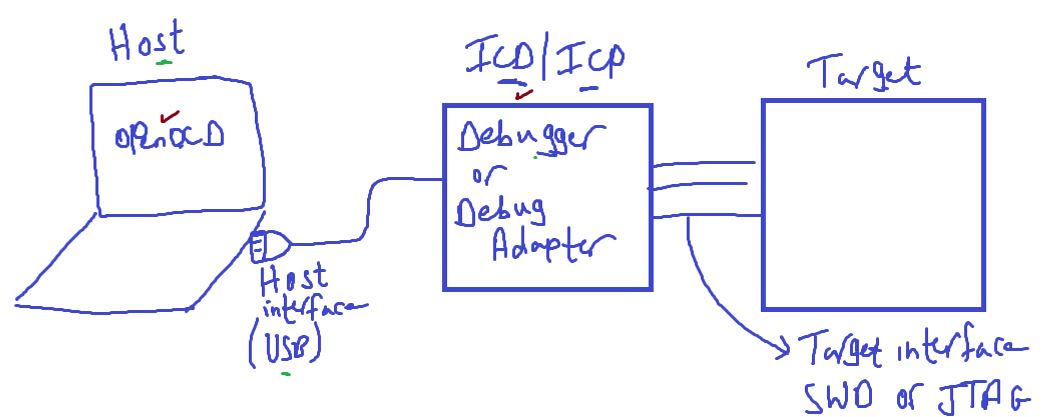 Host
OPenOCD
Host
interface
(USB)
ICD/ICP
Debugger
or
Debug
Adapter
Target
Target interface
SWD or JTAG